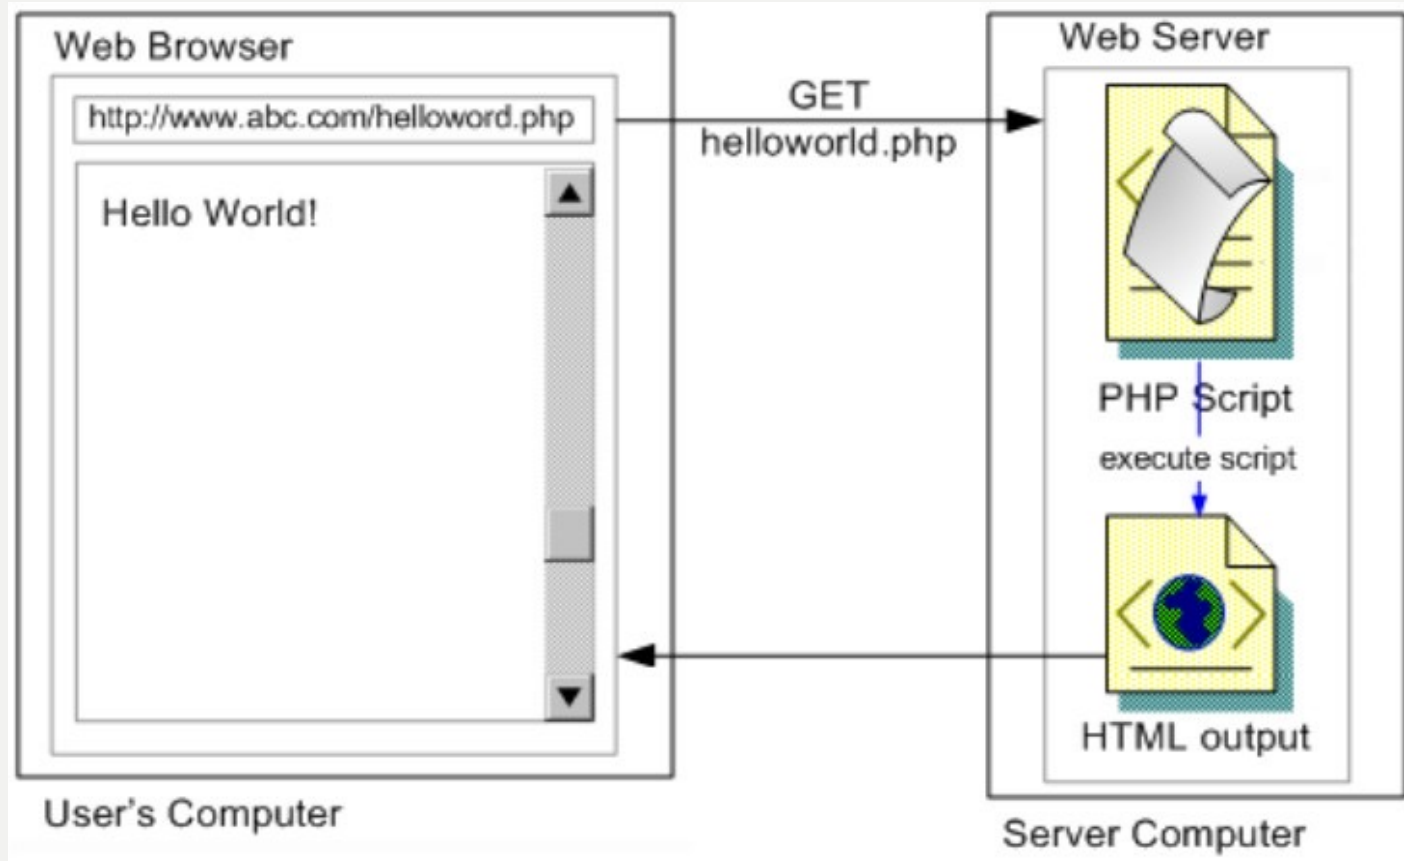 Web Browser
http://www.abc.com/helloword.php
Hello World!
User's Computer
GET
helloworld.php
Web Server
PHP Script
execute script
HTML output
Server Computer